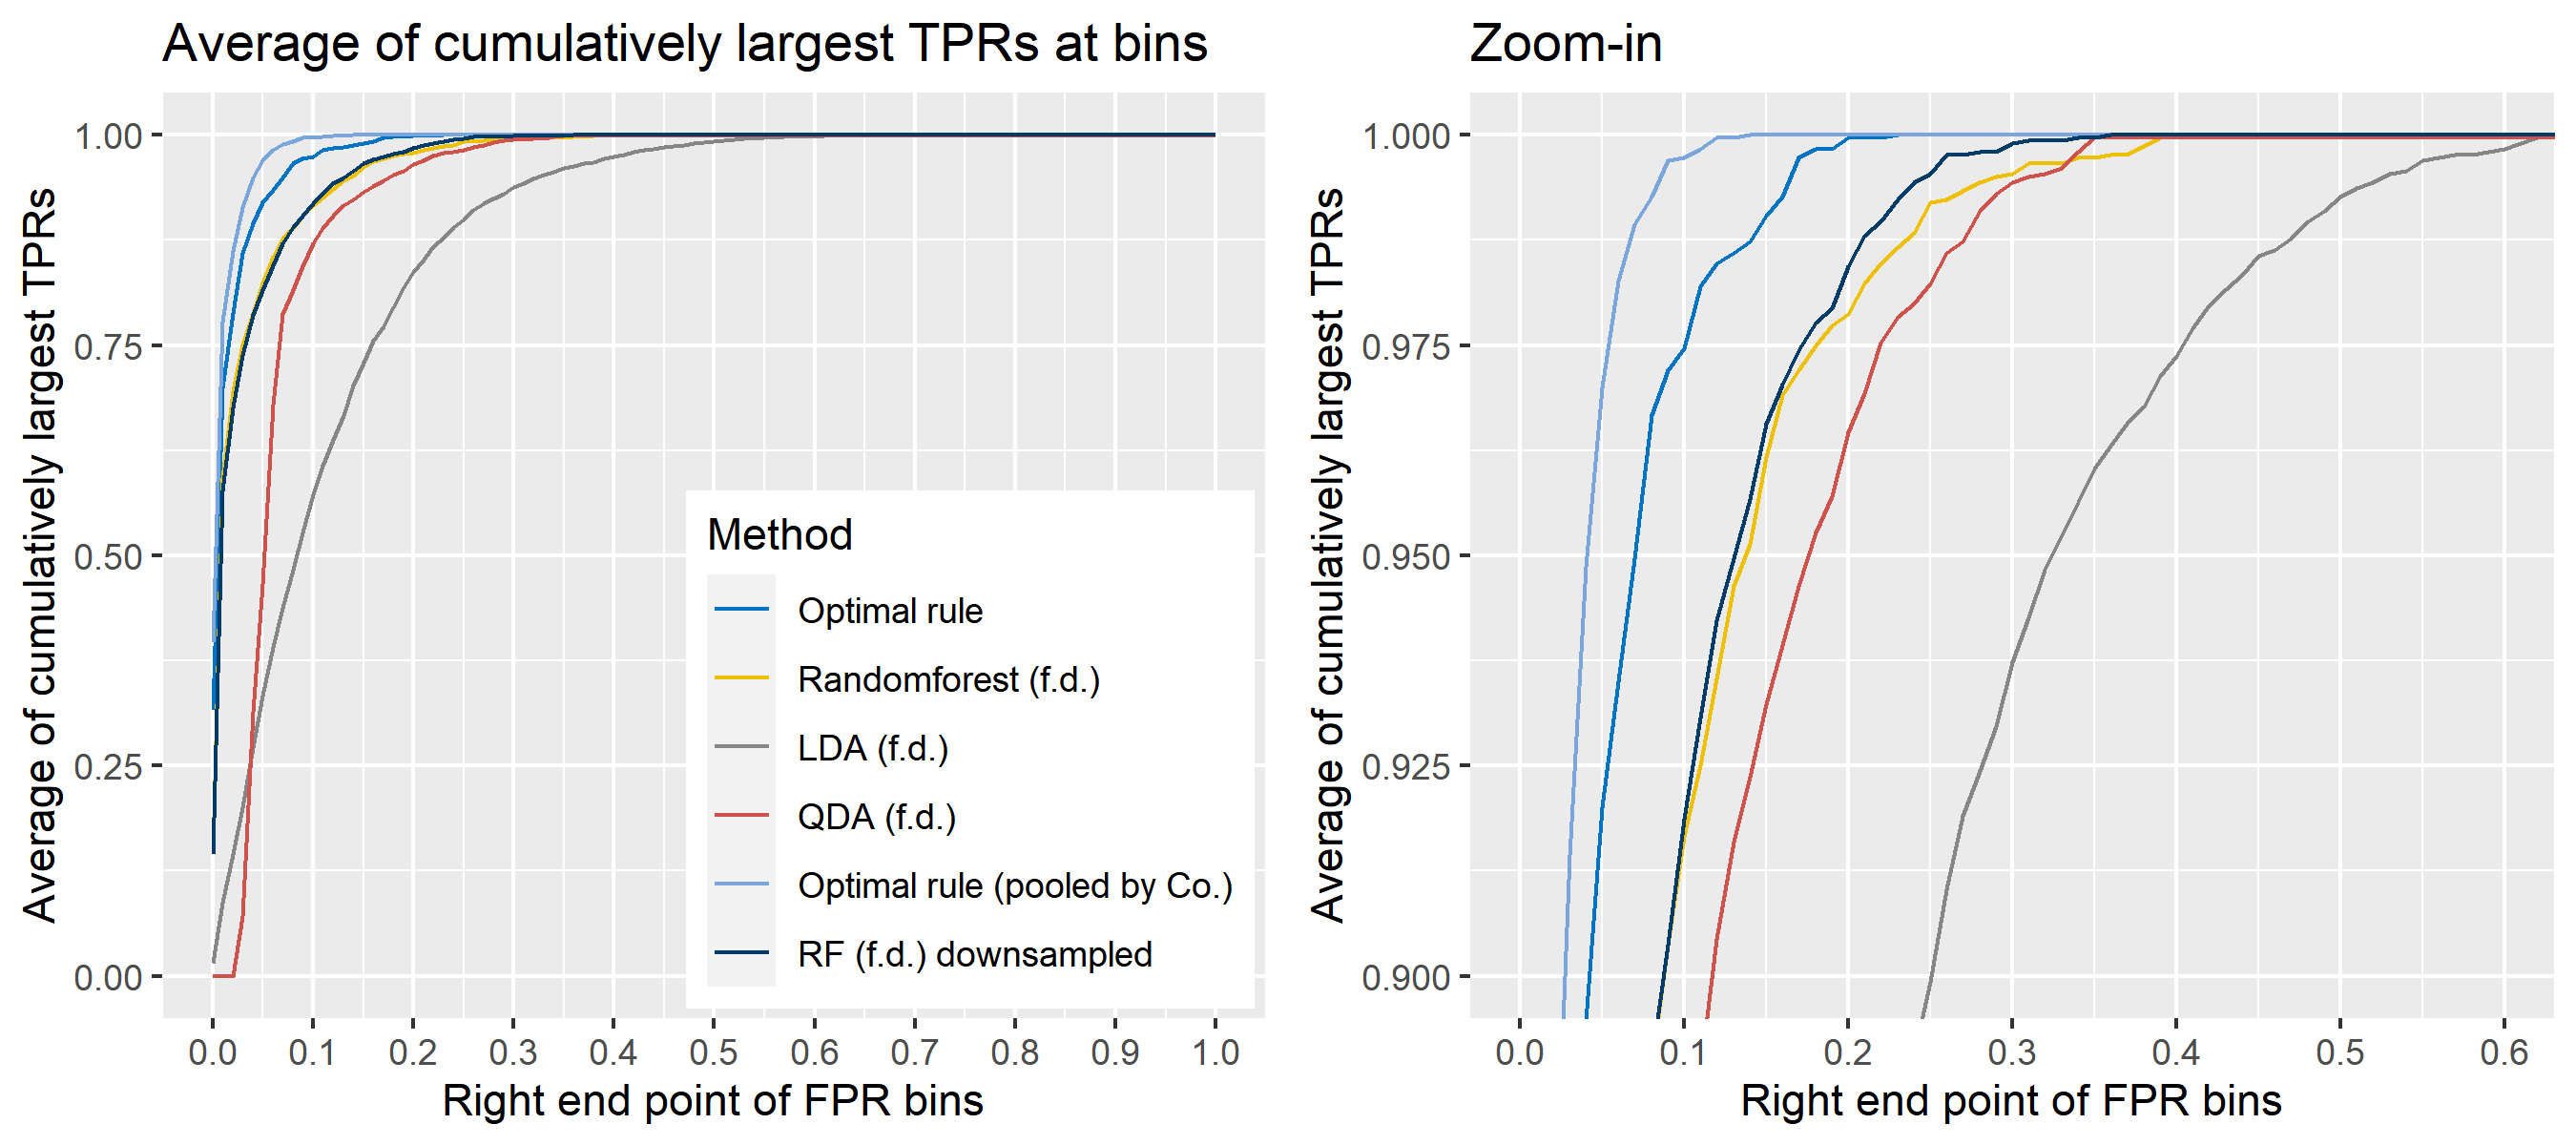 Average of cumulatively largest TPRs at bins
Average of cumulatively largest TPRs
1.00
0.75
0.50
0.25
0.00
Method
Optimal rule
Randomforest (f.d.)
LDA (f.d.)
QDA (f.d.)
Optimal rule (pooled by Co.)
RF (f.d.) downsampled
0.0 0.1 0.2 0.3 0.4 0.5 0.6 0.7 0.8 0.9 1.0
Right end point of FPR bins
Zoom-in
Average of cumulatively largest TPRs
1.000
0.975
0.950
0.925
0.900
0.0 0.1 0.2 0.3 0.4 0.5 0.6
Right end point of FPR bins